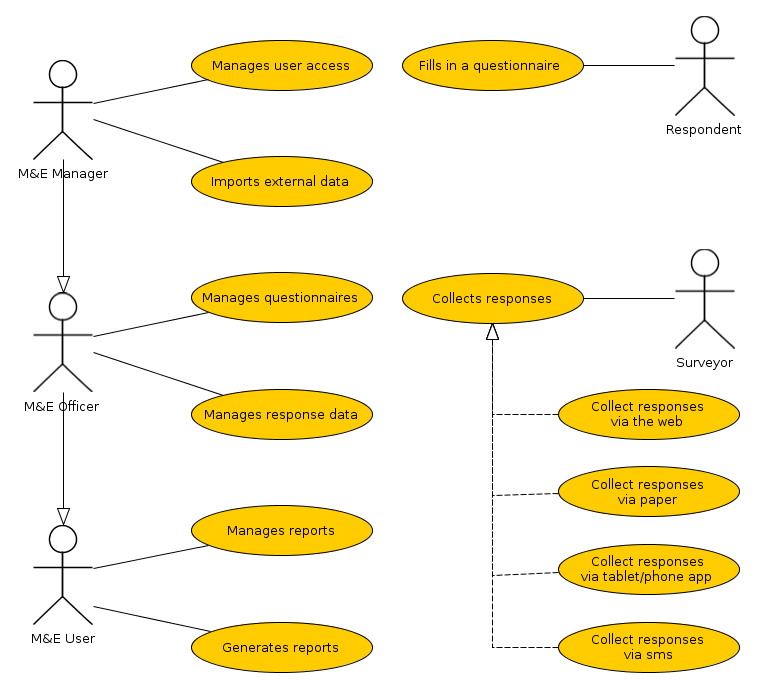 Manages user access
Fills in a questionnaire
Respondent
M&E Manager
Imports external data
Manages questionnaires
Collects responses
Surveyor
M&E Officer
Manages response data
Collect responses
via the web
Collect responses
via paper
Manages reports
Collect responses
via tablet/phone app
M&E User
Generates reports
Collect responses
via sms